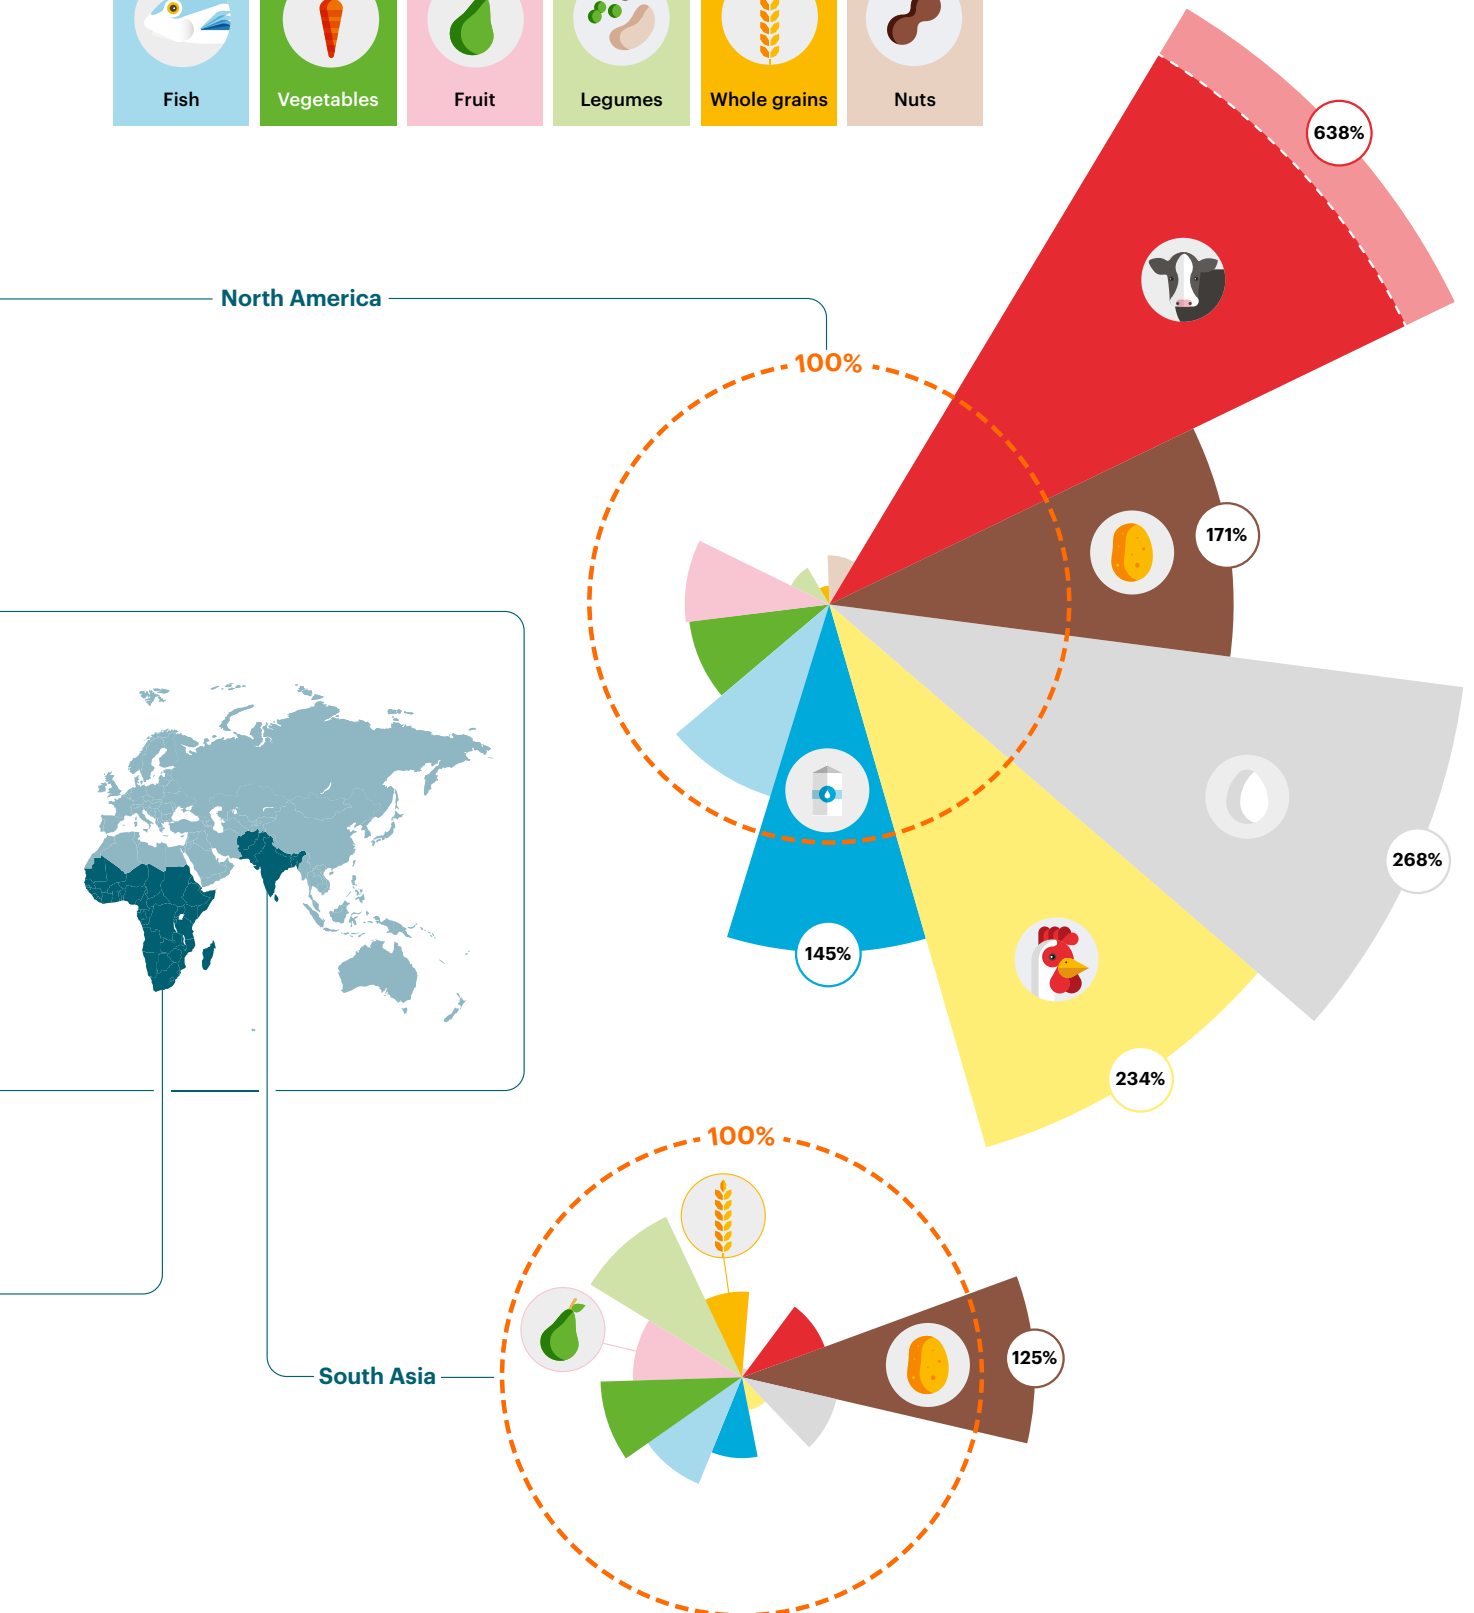 Fish
Vegetables
Fruit
Legumes
Whole grains
Nuts
638%
North America
100%
171%
268%
145%
234%
100%
125%
South Asia